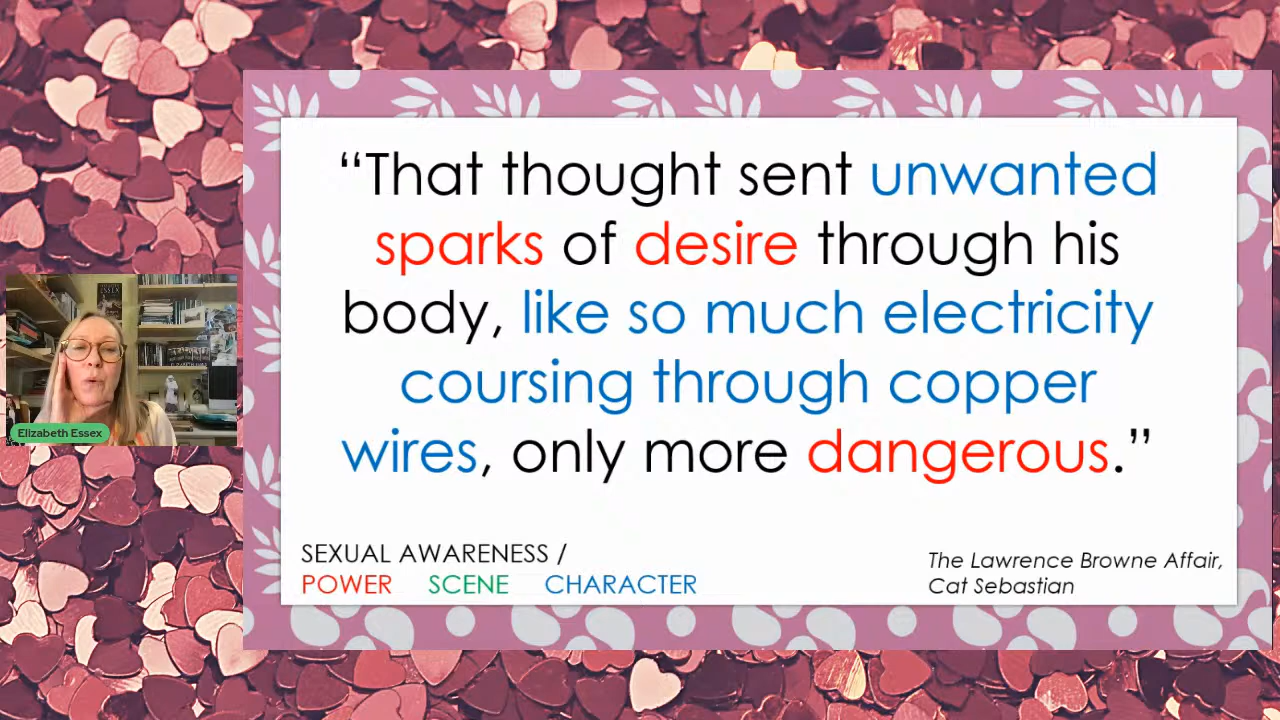 “That thought sent unwanted
sparks of desire through his
body, like so much electricity
coursing through copper
wires, only more dangerous.”
SEXUAL AWARENESS /
POWER SCENE CHARACTER
The Lawrence Browne Affair,
Cat Sebastian
Elizabeth Essex
ESSEX